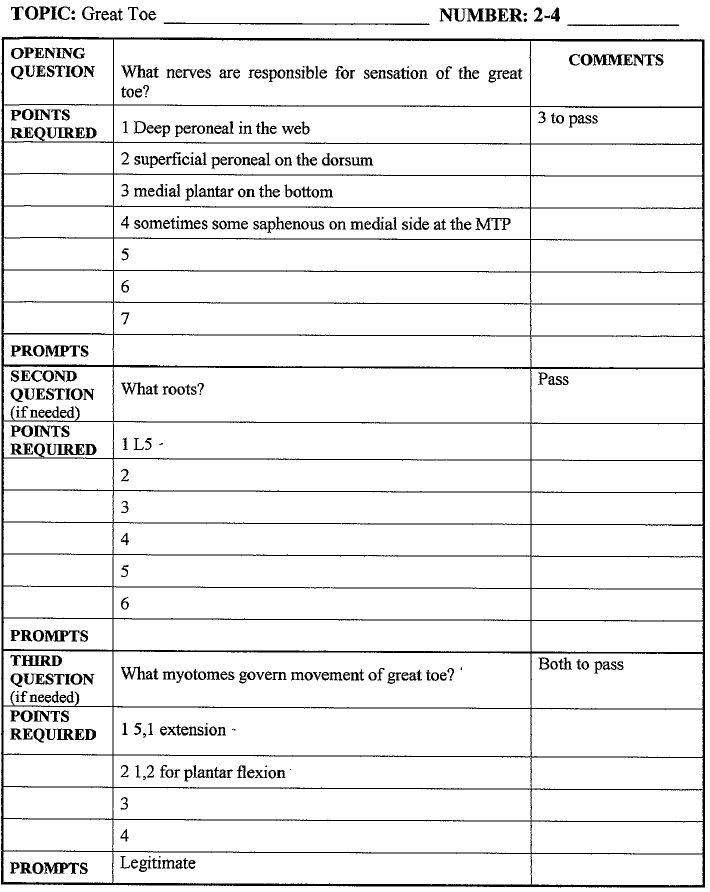 TOPIC: Great Toe NUMBER: 2-4
OPENING QUESTION
What nerves are responsible for sensation of the great toe?
COMMENTS
POINTS REQUIRED
1 Deep peroneal in the web
3 to pass
2 superficial peroneal on the dorsum
3 medial plantar on the bottom
4 sometimes some saphenous on medial side at the MTP
5
6
7
PROMPTS
SECOND QUESTION (if needed)
What roots?
Pass
POINTS REQUIRED
1 L5 -
2
3
4
5
6
PROMPTS
THIRD QUESTION (if needed)
What myotomes govern movement of great toe?
Both to pass
POINTS REQUIRED
1 5,1 extension -
2 1,2 for plantar flexion
3
4
PROMPTS
Legitimate